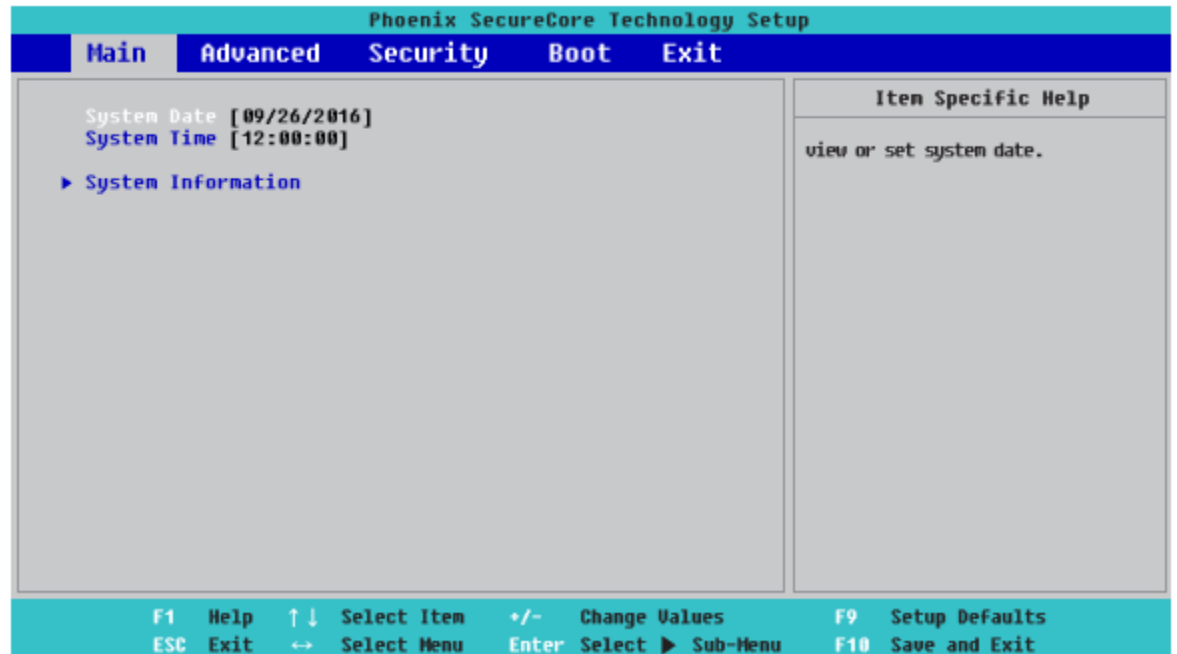 Phoenix SecureCore Technology Setup
Main Advanced Security Boot Exit
System Date [09/26/2016]
System Time [12:00:00]
▶ System Information
Item Specific Help
view or set system date.
F1 Help ↑↓ Select Item +/- Change Values F9 Setup Defaults
ESC Exit ↔ Select Menu Enter Select ▶ Sub-Menu F10 Save and Exit